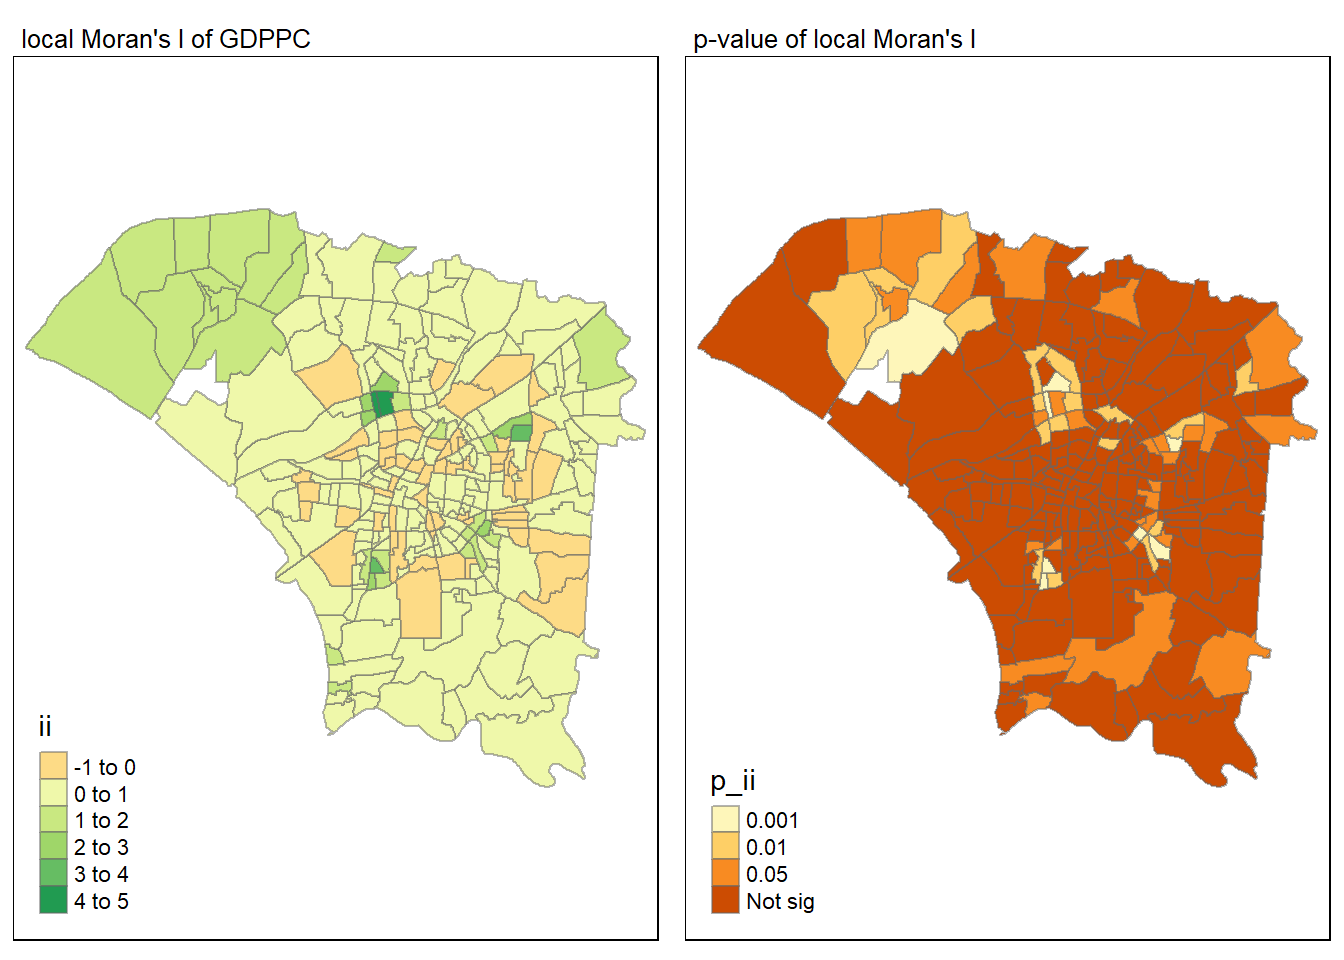 local Moran's I of GDPPC
ii
-1 to 0
0 to 1
1 to 2
2 to 3
3 to 4
4 to 5
p-value of local Moran's I
p_ii
0.001
0.01
0.05
Not sig